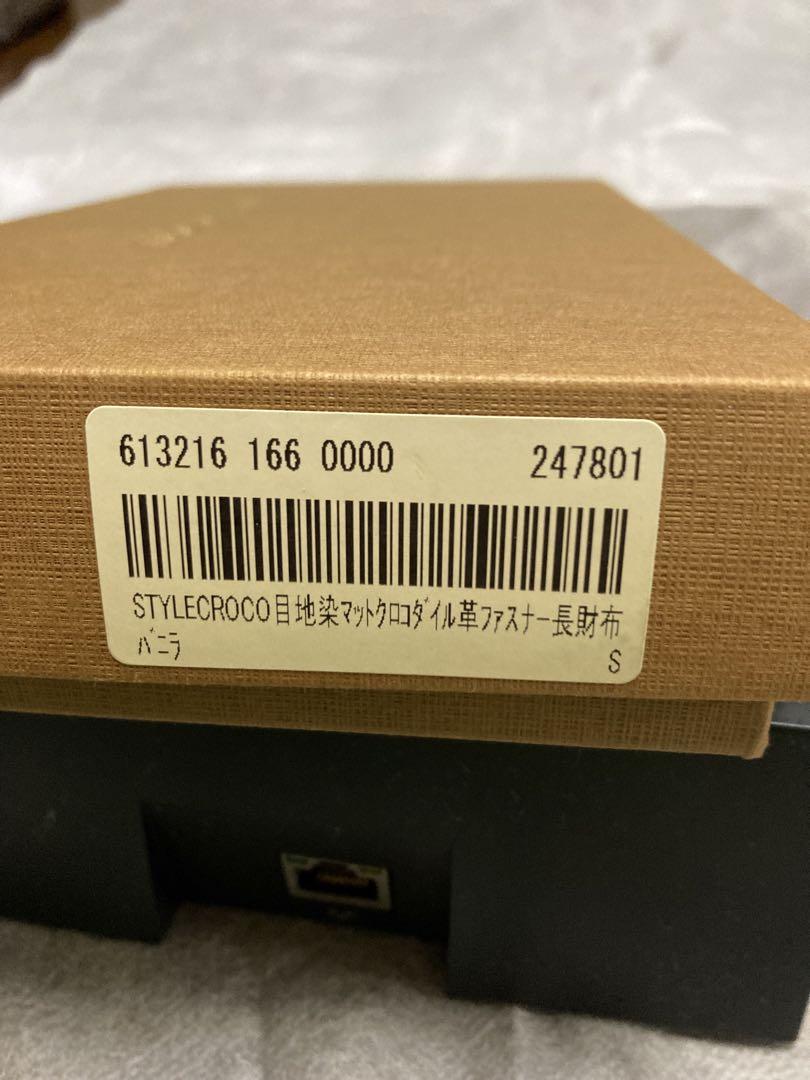 613216 166 0000 247801
STYLECROCO目地染ﾏｯﾄｸﾛｺﾀﾞｲﾙ革ﾌｧｽﾅｰ長財布
ﾊﾞﾆﾗ S